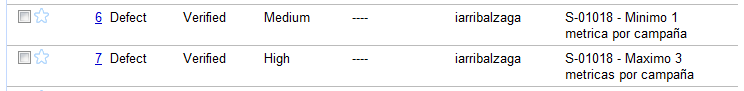 6 Defect Verified Medium ---- iarribalzaga S-01018 - Minimo 1
metrica por campaña
7 Defect Verified High ---- iarribalzaga S-01018 - Maximo 3
metricas por campaña